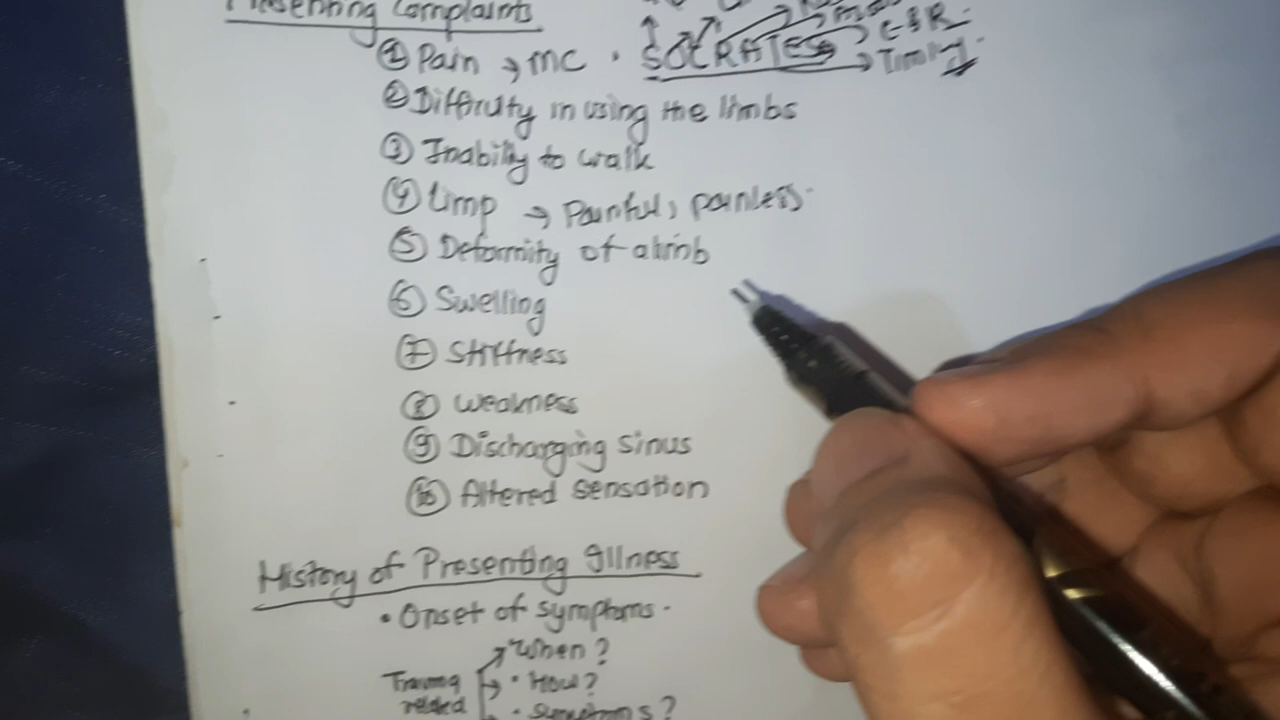 Presenting Complaints
① Pain → mc · SOCRATES → Timing
② Difficulty in using the limbs
③ Inability to walk
④ Limp → Painful, painless.
⑤ Deformity of a limb
⑥ Swelling
⑦ Stiffness
⑧ weakness
⑨ Discharging sinus
⑩ Altered sensation
History of Presenting Illness
• Onset of symptoms.
When?
Trauma → • How?
related • Symptoms?